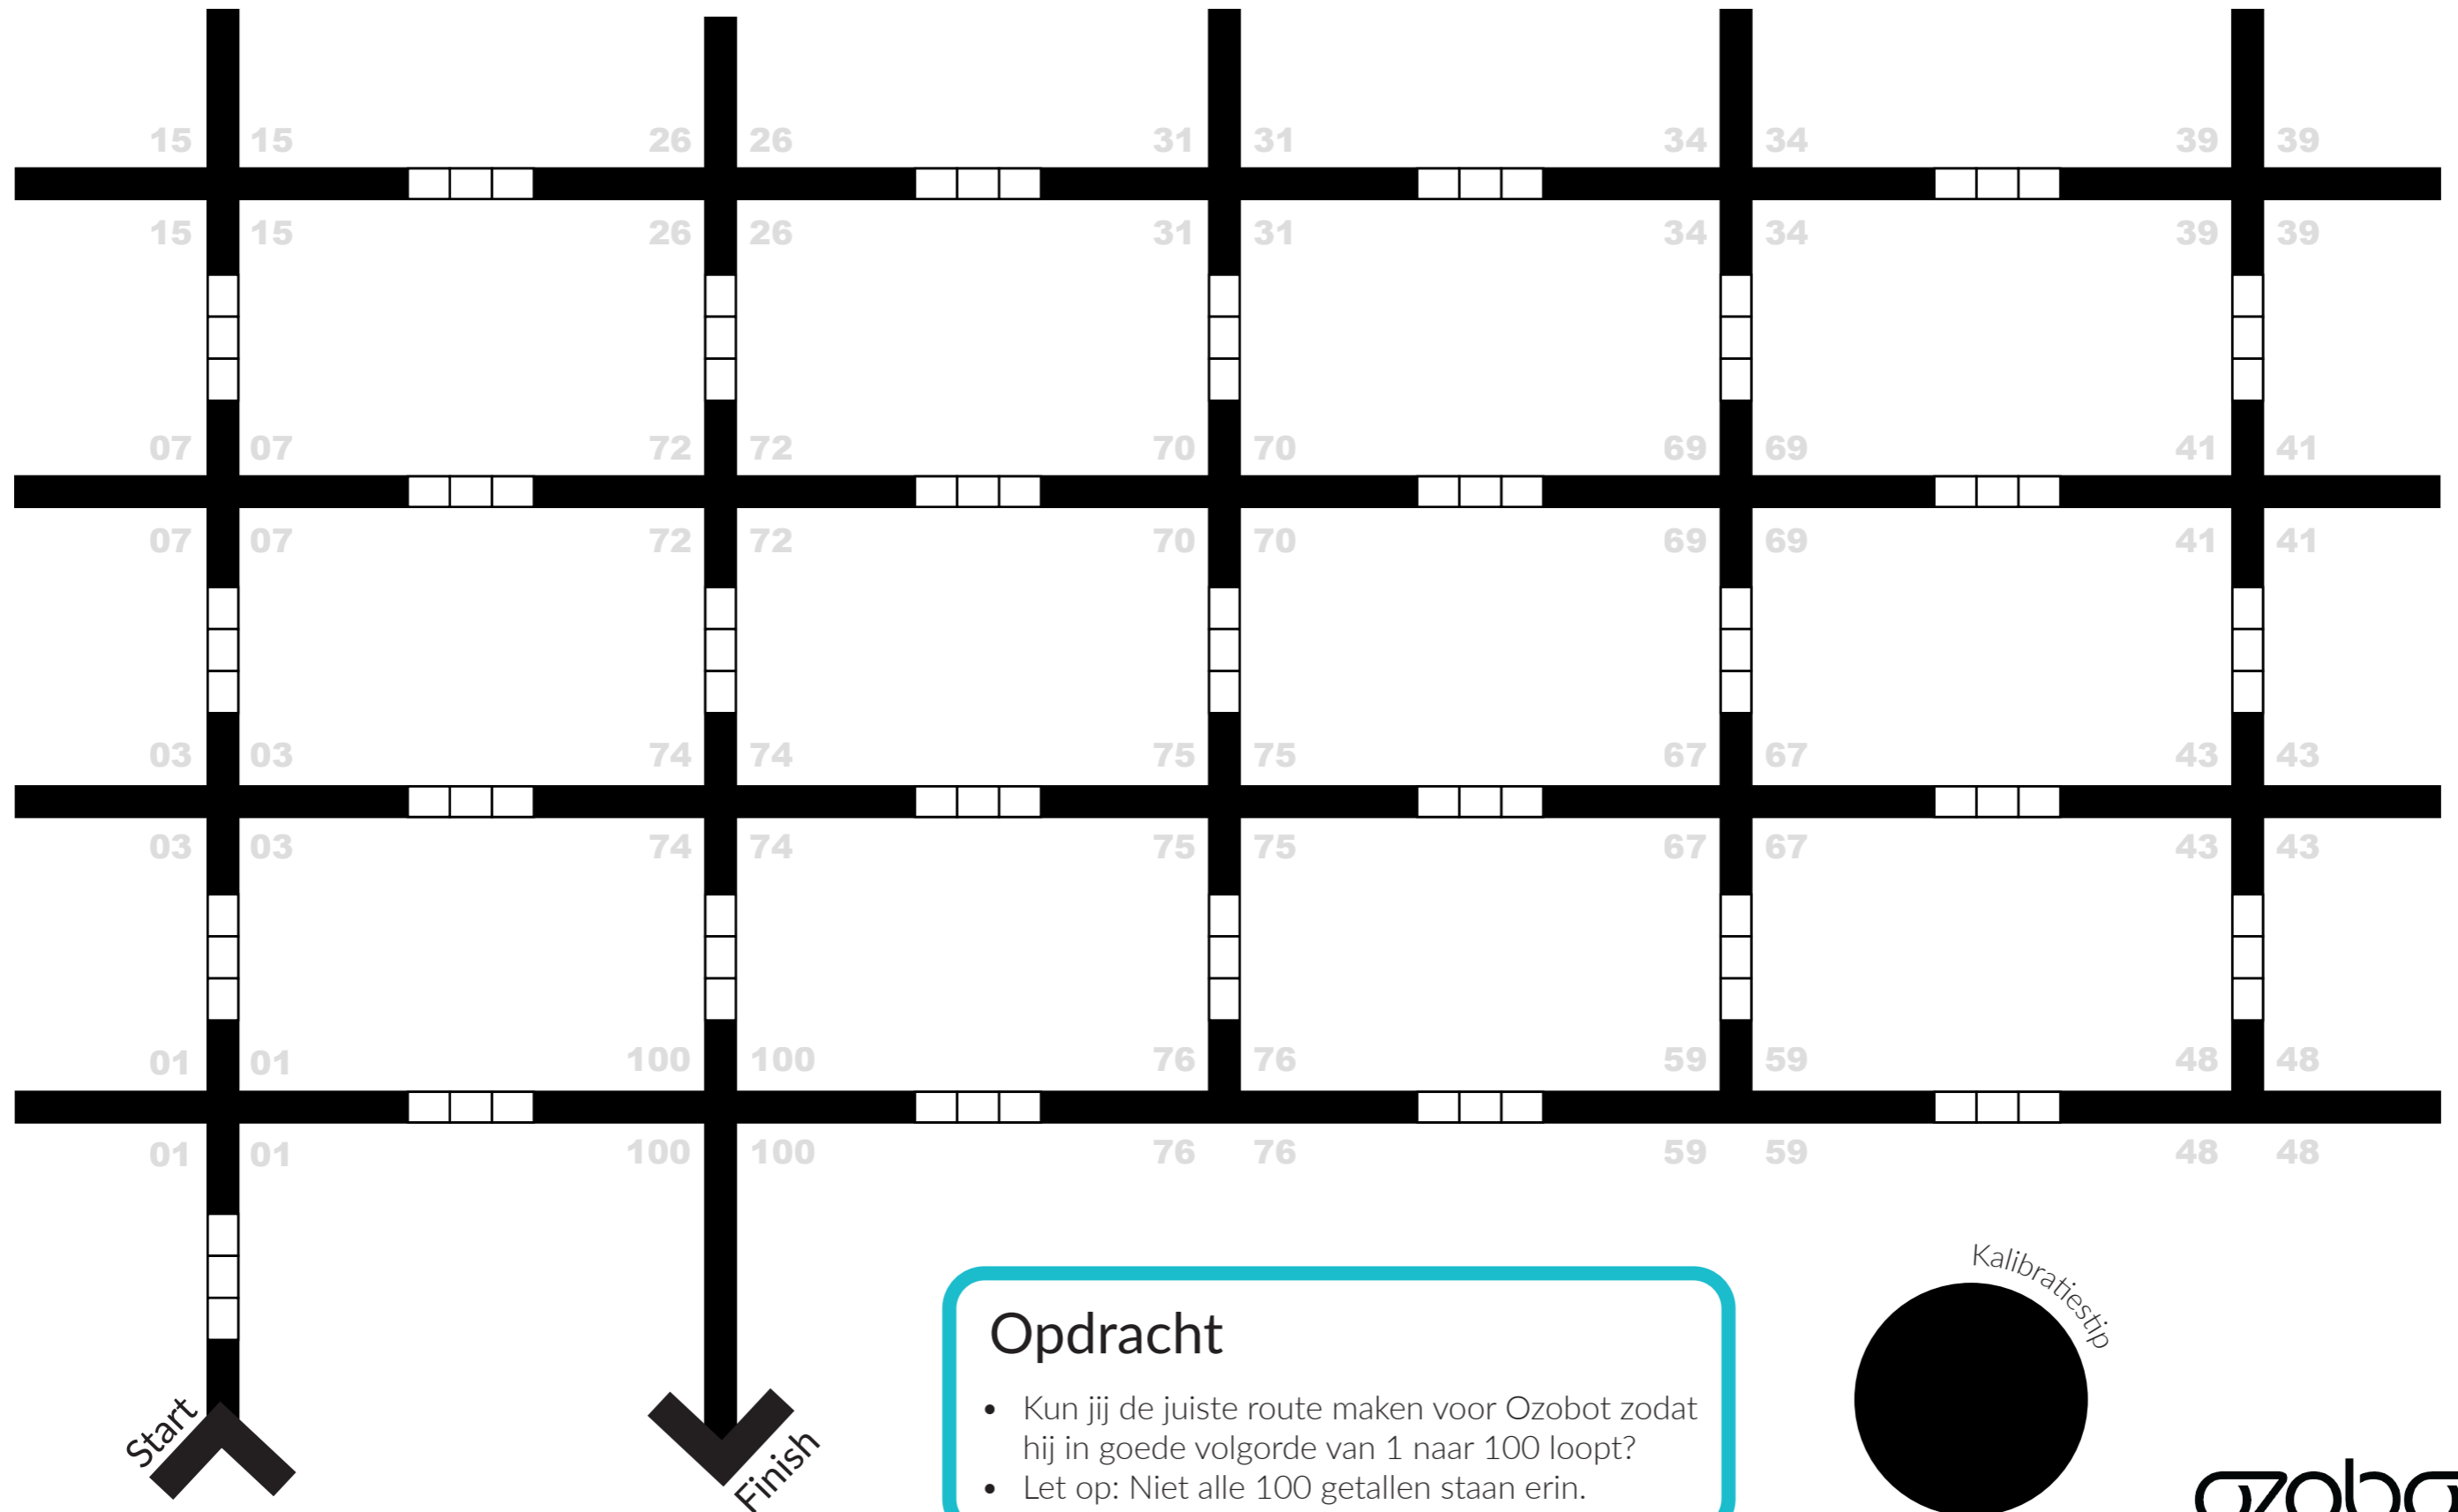 15 15 26 26 31 31 34 34 39 39
15 15 26 26 31 31 34 34 39 39
07 07 72 72 70 70 69 69 41 41
07 07 72 72 70 70 69 69 41 41
03 03 74 74 75 75 67 67 43 43
03 03 74 74 75 75 67 67 43 43
01 01 100 100 76 76 59 59 48 48
01 01 100 100 76 76 59 59 48 48
Start
Finish
Opdracht
• Kun jij de juiste route maken voor Ozobot zodat
hij in goede volgorde van 1 naar 100 loopt?
• Let op: Niet alle 100 getallen staan erin.
Kalibratiestip